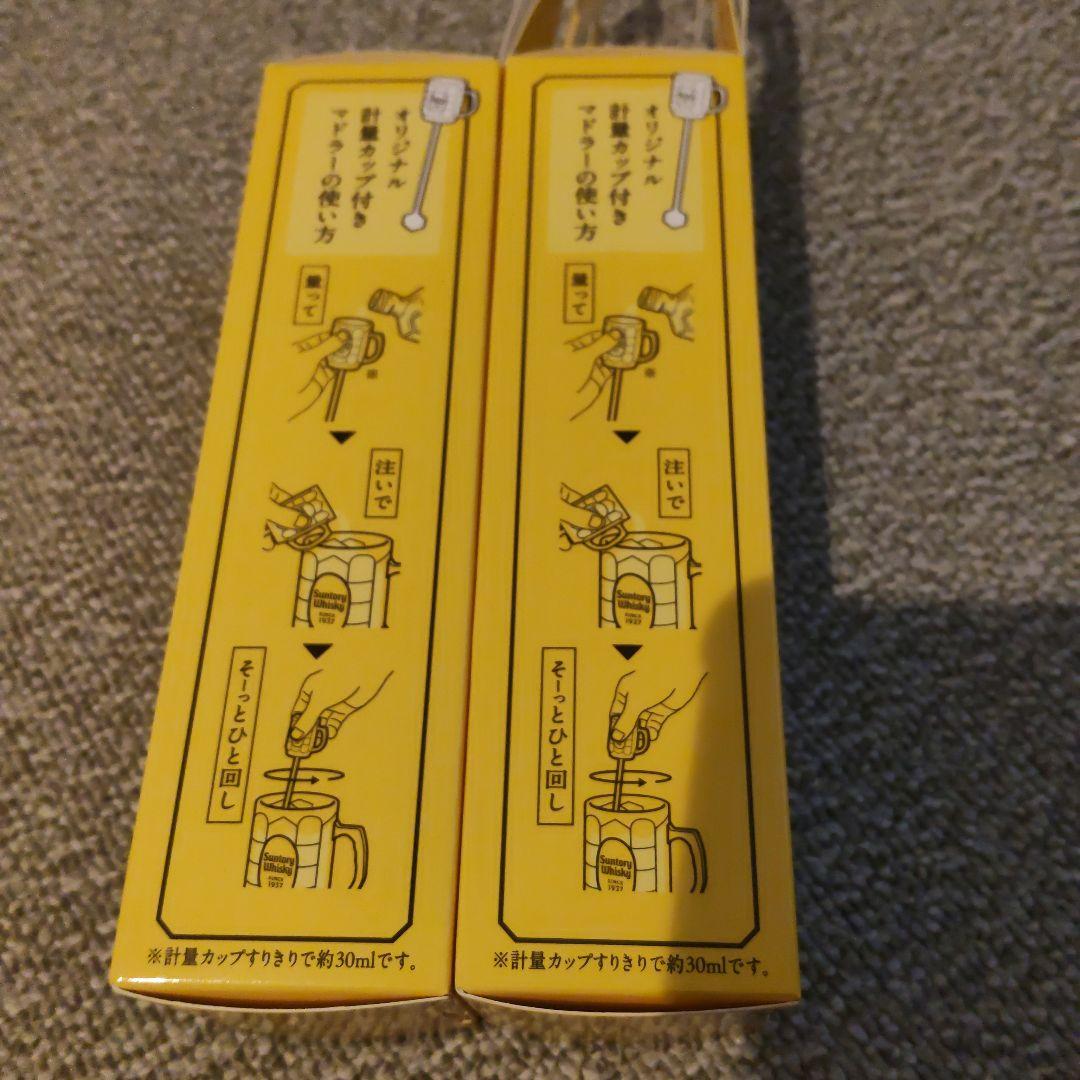 オリジナル
計量カップ付き
マドラーの使い方
量って
※
注いで
Suntory
Whisky
SINCE
1937
そーっとひと回し
Suntory
Whisky
SINCE
1937
※計量カップすりきりで約30mlです。
オリジナル
計量カップ付き
マドラーの使い方
量って
※
注いで
Suntory
Whisky
SINCE
1937
そーっとひと回し
Suntory
Whisky
SINCE
1937
※計量カップすりきりで約30mlです。